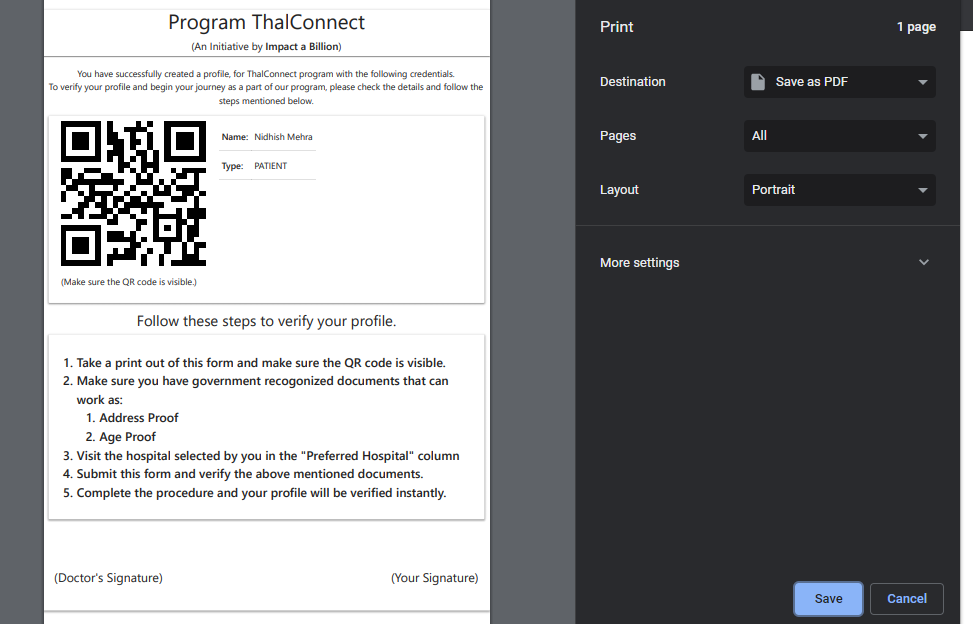 Program ThalConnect
(An Initiative by Impact a Billion)
You have successfully created a profile, for ThalConnect program with the following credentials.
To verify your profile and begin your journey as a part of our program, please check the details and follow the
steps mentioned below.
Name: Nidhish Mehra
Type: PATIENT
(Make sure the QR code is visible.)
Follow these steps to verify your profile.
1. Take a print out of this form and make sure the QR code is visible.
2. Make sure you have government recogonized documents that can
work as:
1. Address Proof
2. Age Proof
3. Visit the hospital selected by you in the "Preferred Hospital" column
4. Submit this form and verify the above mentioned documents.
5. Complete the procedure and your profile will be verified instantly.
(Doctor's Signature) (Your Signature)
Print 1 page
Destination Save as PDF
Pages All
Layout Portrait
More settings
Save Cancel